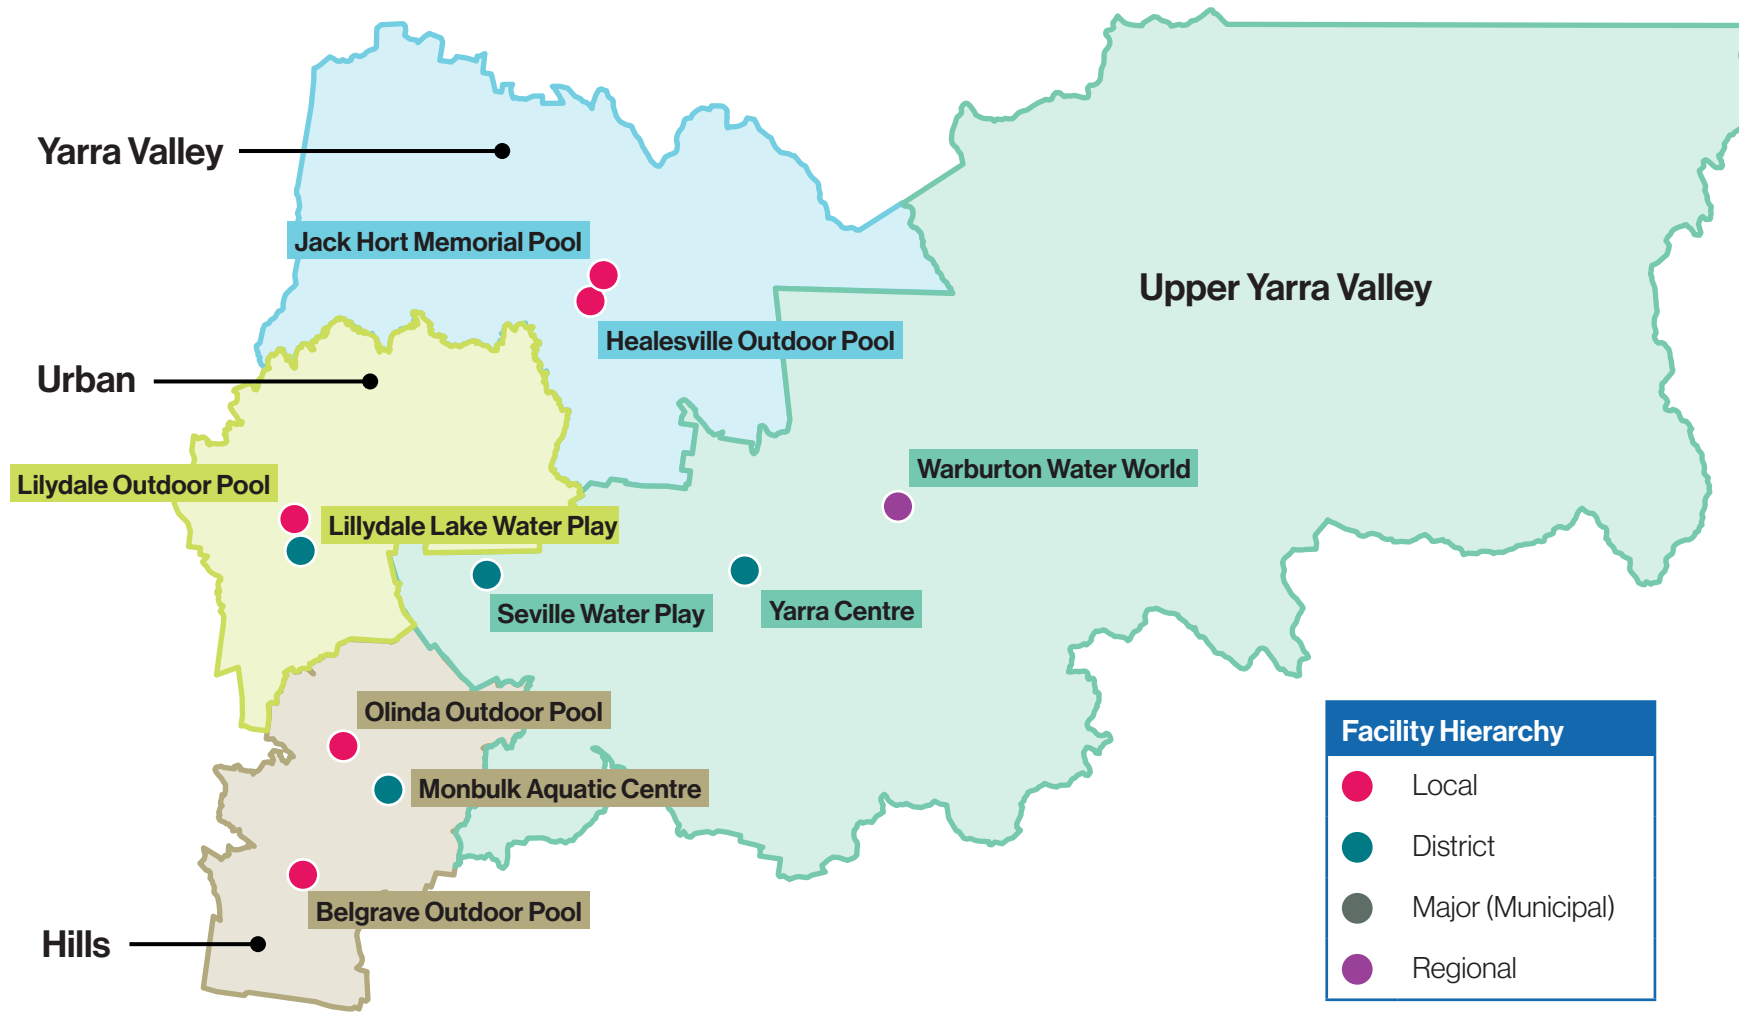 Yarra Valley
Jack Hort Memorial Pool
Upper Yarra Valley
Healesville Outdoor Pool
Urban
Warburton Water World
Lilydale Outdoor Pool
Lillydale Lake Water Play
Seville Water Play
Yarra Centre
Olinda Outdoor Pool
Monbulk Aquatic Centre
Belgrave Outdoor Pool
Hills
Facility Hierarchy
Local
District
Major (Municipal)
Regional